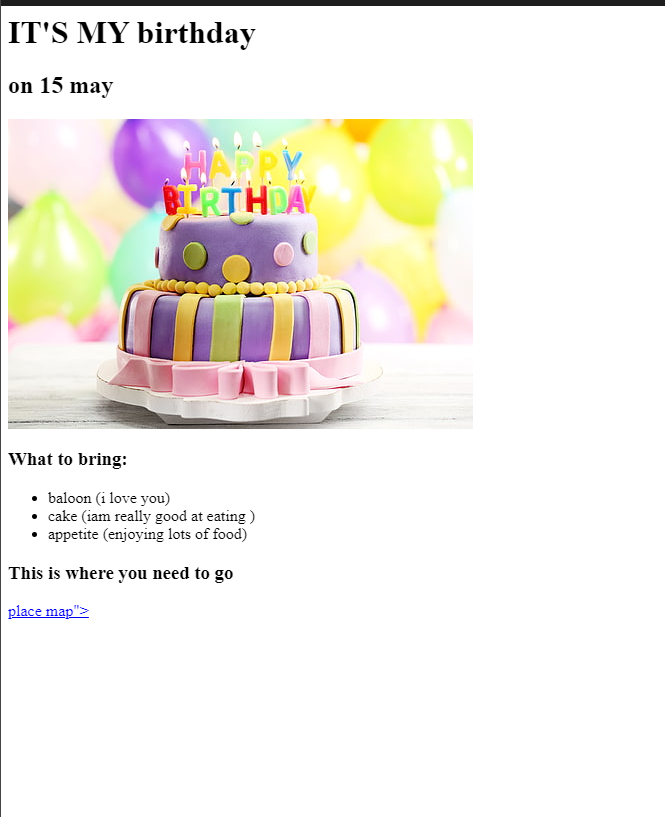 IT'S MY birthday
on 15 may
HAPPY
BIRTHDAY
What to bring:
baloon (i love you)
cake (iam really good at eating )
appetite (enjoying lots of food)
This is where you need to go
place map">